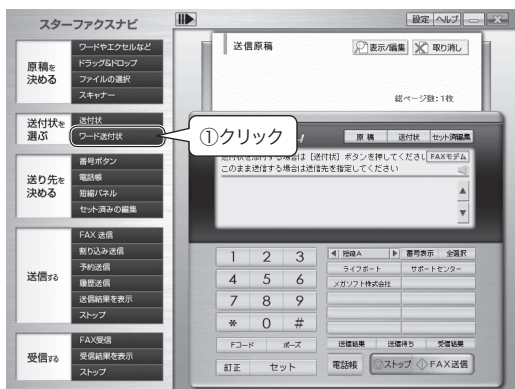 スターファクスナビ
設定 ヘルプ
原稿を
決める
ワードやエクセルなど
ドラッグ&ドロップ
ファイルの選択
スキャナー
送信原稿
表示/編集 取り消し
総ページ数:1枚
送付状を
選ぶ
送付状
ワード送付状
①クリック
原稿 送付状 セット済編集
送付状を添付する場合は [送付状] ボタンを押してください
このまま送信する場合は送信先を指定してください
FAXモデム
送り先を
決める
番号ボタン
電話帳
短縮パネル
セット済みの編集
送信する
FAX 送信
割り込み送信
予約送信
履歴送信
送信結果を表示
ストップ
1 2 3
4 5 6
7 8 9
* 0 #
Fコード ポーズ
訂正 セット
短縮A 番号表示 全選択
ライフボート サポートセンター
メガソフト株式会社
送信結果 送信待ち 受信結果
電話帳 ストップ FAX送信
受信する
FAX受信
受信結果を表示
ストップ